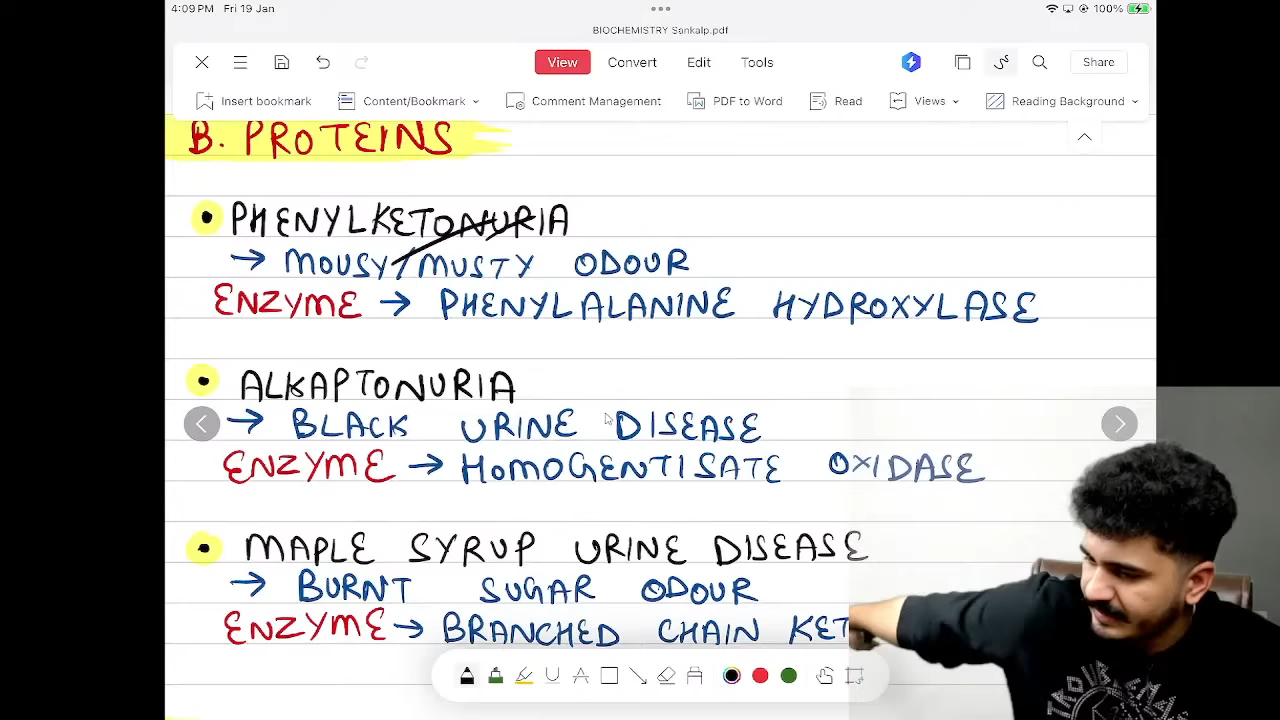 4:09 PM Fri 19 Jan
100%
BIOCHEMISTRY Sankalp.pdf
View Convert Edit Tools Share
Insert bookmark Content/Bookmark Comment Management PDF to Word Read Views Reading Background
B. PROTEINS
PHENYLKETONURIA
→ MOUSY/MUSTY ODOUR
ENZYME → PHENYLALANINE HYDROXYLASE
ALKAPTONURIA
→ BLACK URINE DISEASE
ENZYME → HOMOGENTISATE OXIDASE
MAPLE SYRUP URINE DISEASE
→ BURNT SUGAR ODOUR
ENZYME → BRANCHED CHAIN KET